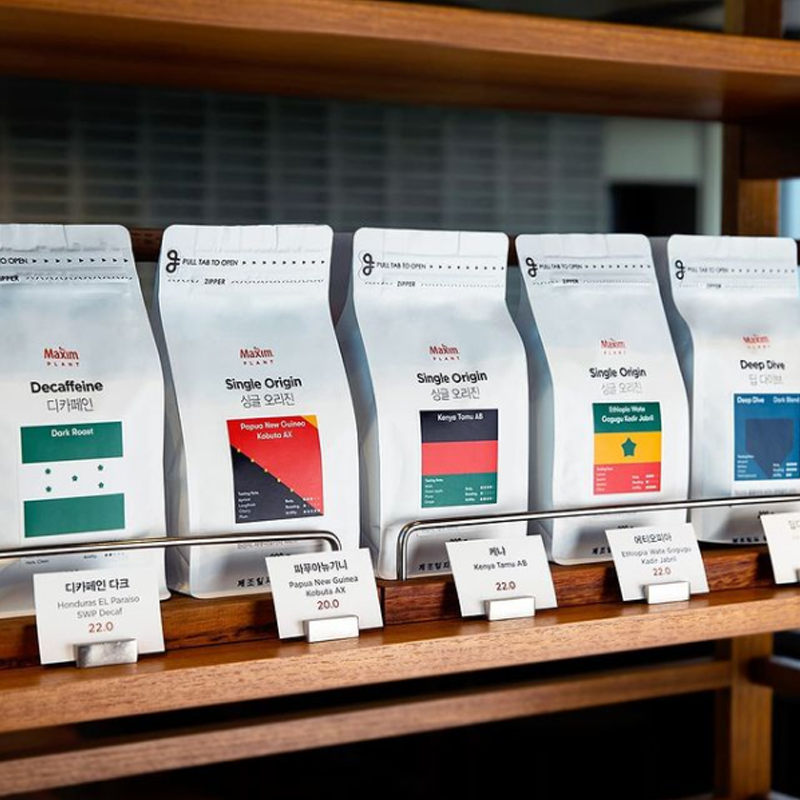 TO OPEN
ZIPPER
Maxim
PLANT
Decaffeine
디카페인
Dark Roast
PULL TAB TO OPEN
ZIPPER
Maxim
PLANT
Single Origin
싱글 오리진
Papua New Guinea
Kobuta AX
PULL TAB TO OPEN
ZIPPER
Maxim
PLANT
Single Origin
싱글 오리진
Kenya Tamu AB
PULL TAB TO OPEN
ZIPPER
Maxim
PLANT
Single Origin
싱글 오리진
Ethiopia Wate
Gogugu Kadir Jabril
PULL TAB TO OPEN
ZIPPER
Maxim
PLANT
Deep Dive
딥 다이브
Deep Dive
Dark Blend
디카페인 다크
Honduras EL Paraiso
SWP Decaf
22.0
파푸아뉴기니
Papua New Guinea
Kobuta AX
20.0
케냐
Kenya Tamu AB
22.0
에티오피아
Ethiopia Wate Gogugu
Kadir Jabril
22.0